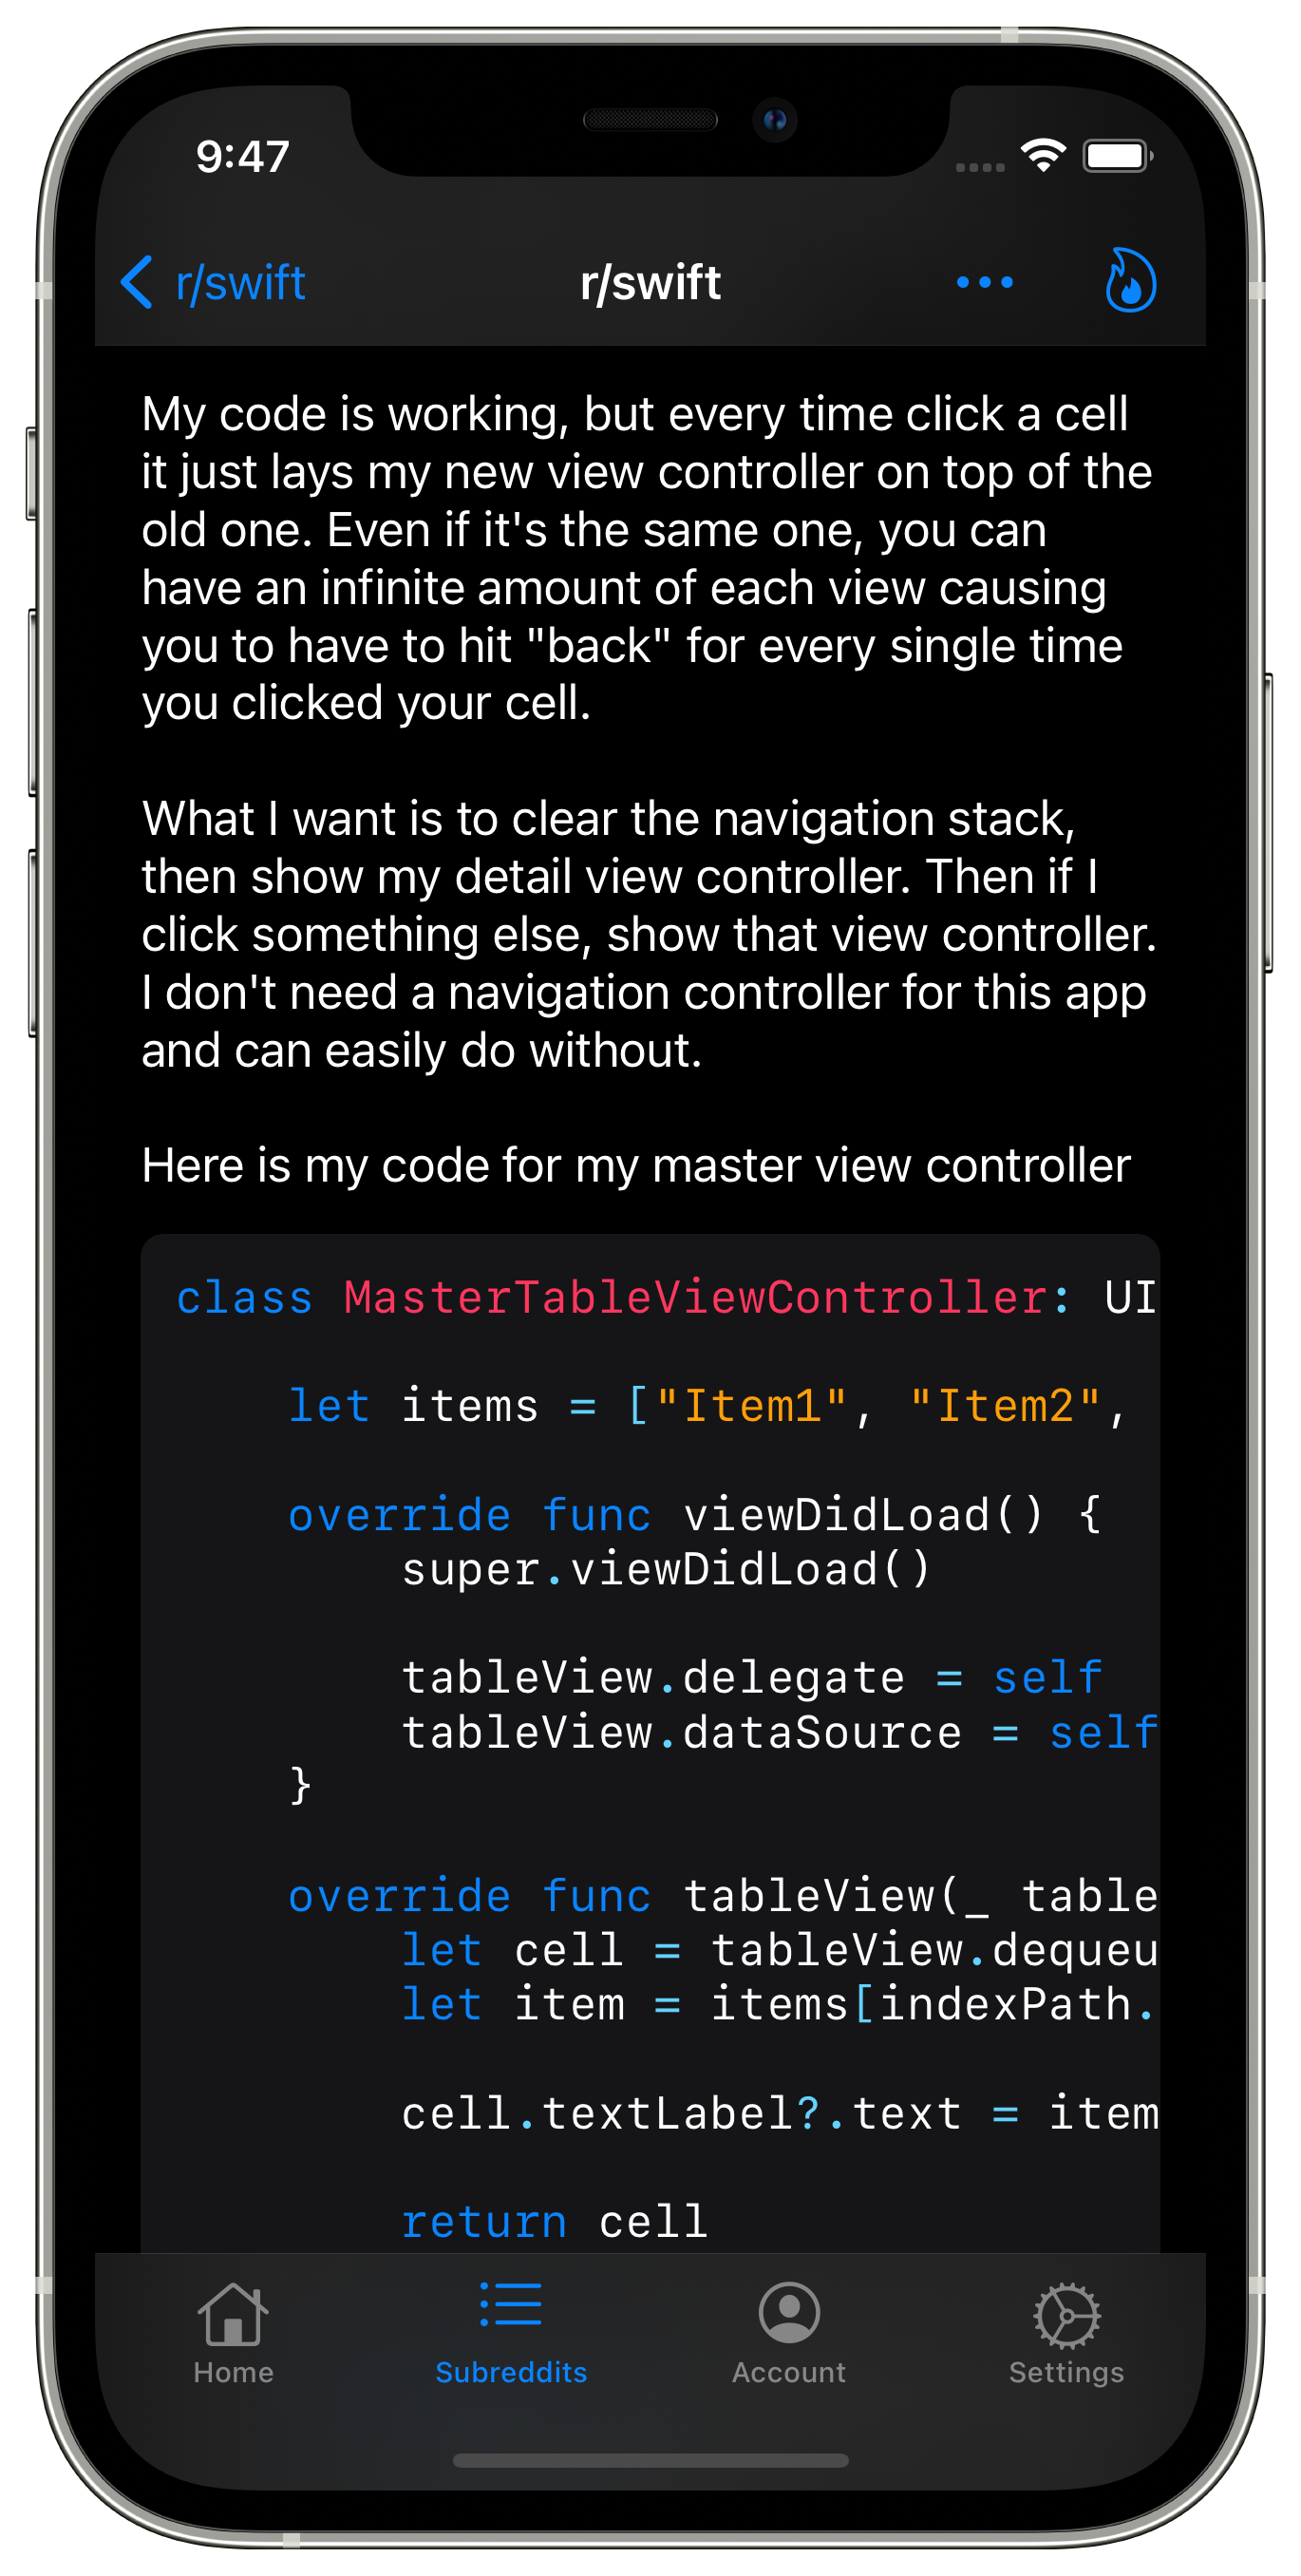 9:47
r/swift
r/swift
My code is working, but every time click a cell
it just lays my new view controller on top of the
old one. Even if it's the same one, you can
have an infinite amount of each view causing
you to have to hit "back" for every single time
you clicked your cell.
What I want is to clear the navigation stack,
then show my detail view controller. Then if I
click something else, show that view controller.
I don't need a navigation controller for this app
and can easily do without.
Here is my code for my master view controller
class MasterTableViewController: UI
let items = ["Item1", "Item2",
override func viewDidLoad() {
super.viewDidLoad()
tableView.delegate = self
tableView.dataSource = self
}
override func tableView(_ table
let cell = tableView.dequeu
let item = items[indexPath.
cell.textLabel?.text = item
return cell
Home
Subreddits
Account
Settings